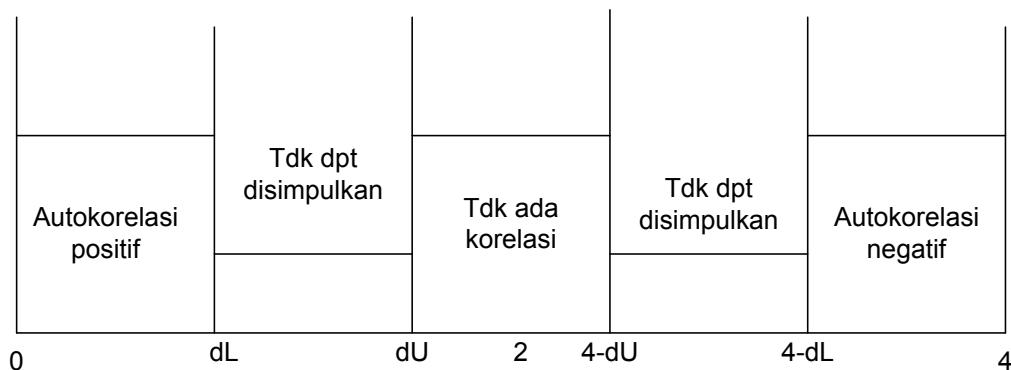 Autokorelasi
positif
Tdk dpt
disimpulkan
Tdk ada
korelasi
Tdk dpt
disimpulkan
Autokorelasi
negatif
0 dL dU 2 4-dU 4-dL 4